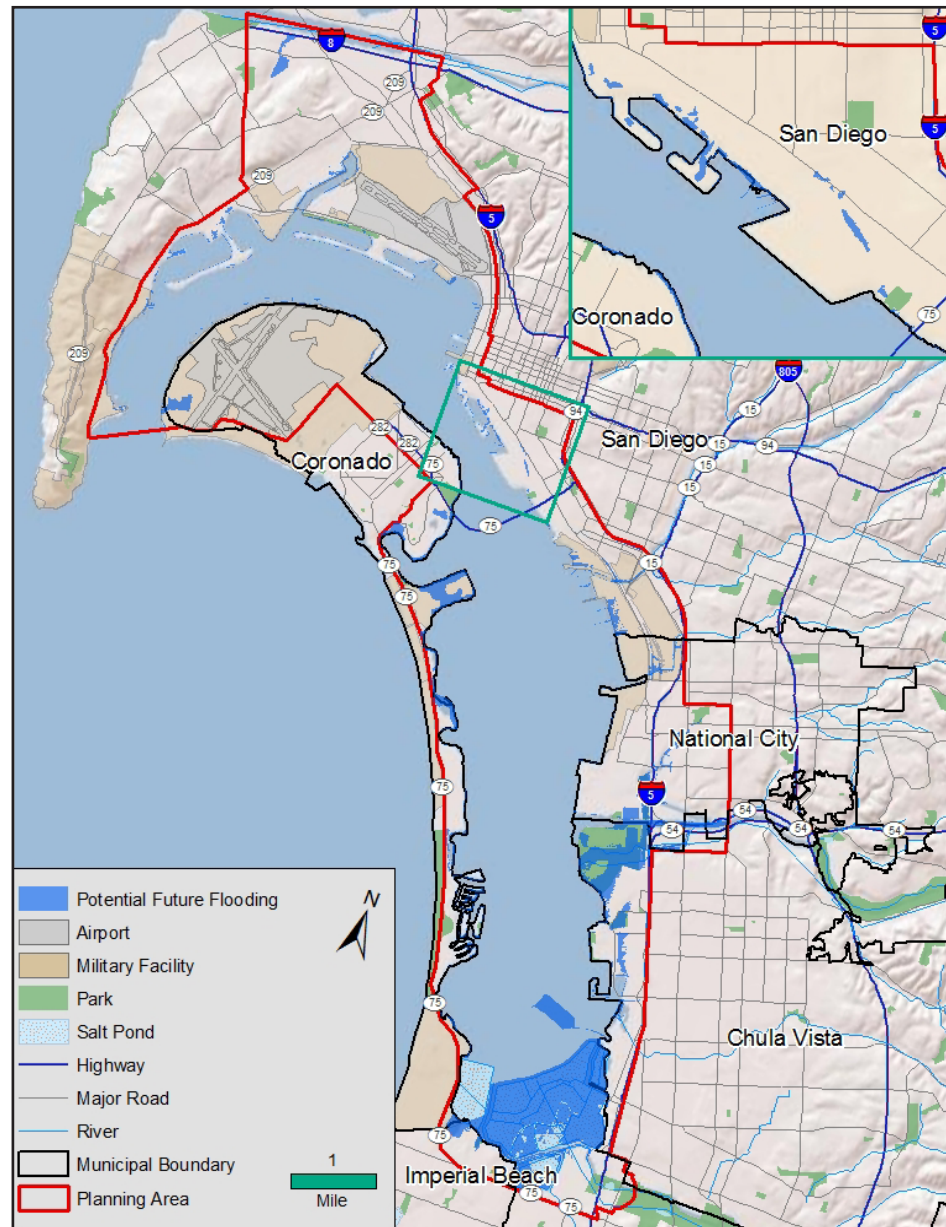 8
5
209
San Diego
5
209
209
5
209
Coronado
75
209
805
94
15
San Diego
94
282
15
282
15
Coronado
75
15
75
75
15
75
National City
75
5
54
54
54
54
Potential Future Flooding
N
Airport
Military Facility
Park
Salt Pond
75
Highway
Chula Vista
Major Road
River
75
Municipal Boundary
1
Mile
Planning Area
Imperial Beach
75
75